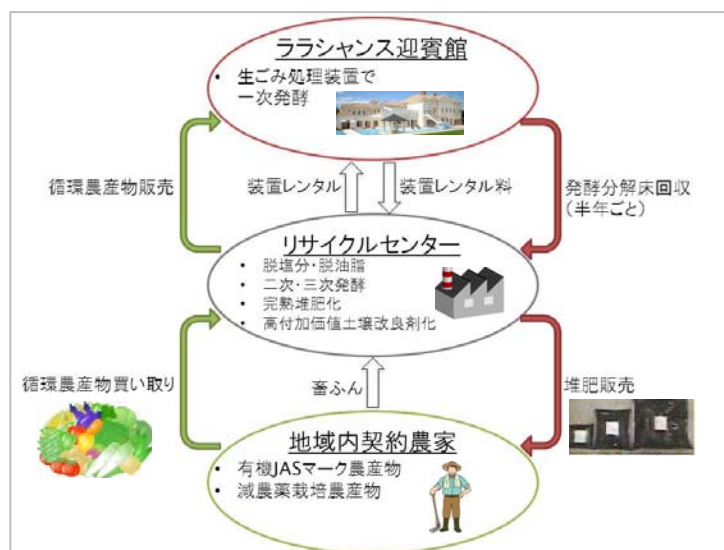 ララシャンス迎賓館
• 生ごみ処理装置で
一次発酵
循環農産物販売
装置レンタル
装置レンタル料
発酵分解床回収
（半年ごと）
リサイクルセンター
• 脱塩分・脱油脂
• 二次・三次発酵
• 完熟堆肥化
• 高付加価値土壌改良剤化
循環農産物買い取り
畜ふん
堆肥販売
地域内契約農家
• 有機JASマーク農産物
• 減農薬栽培農産物